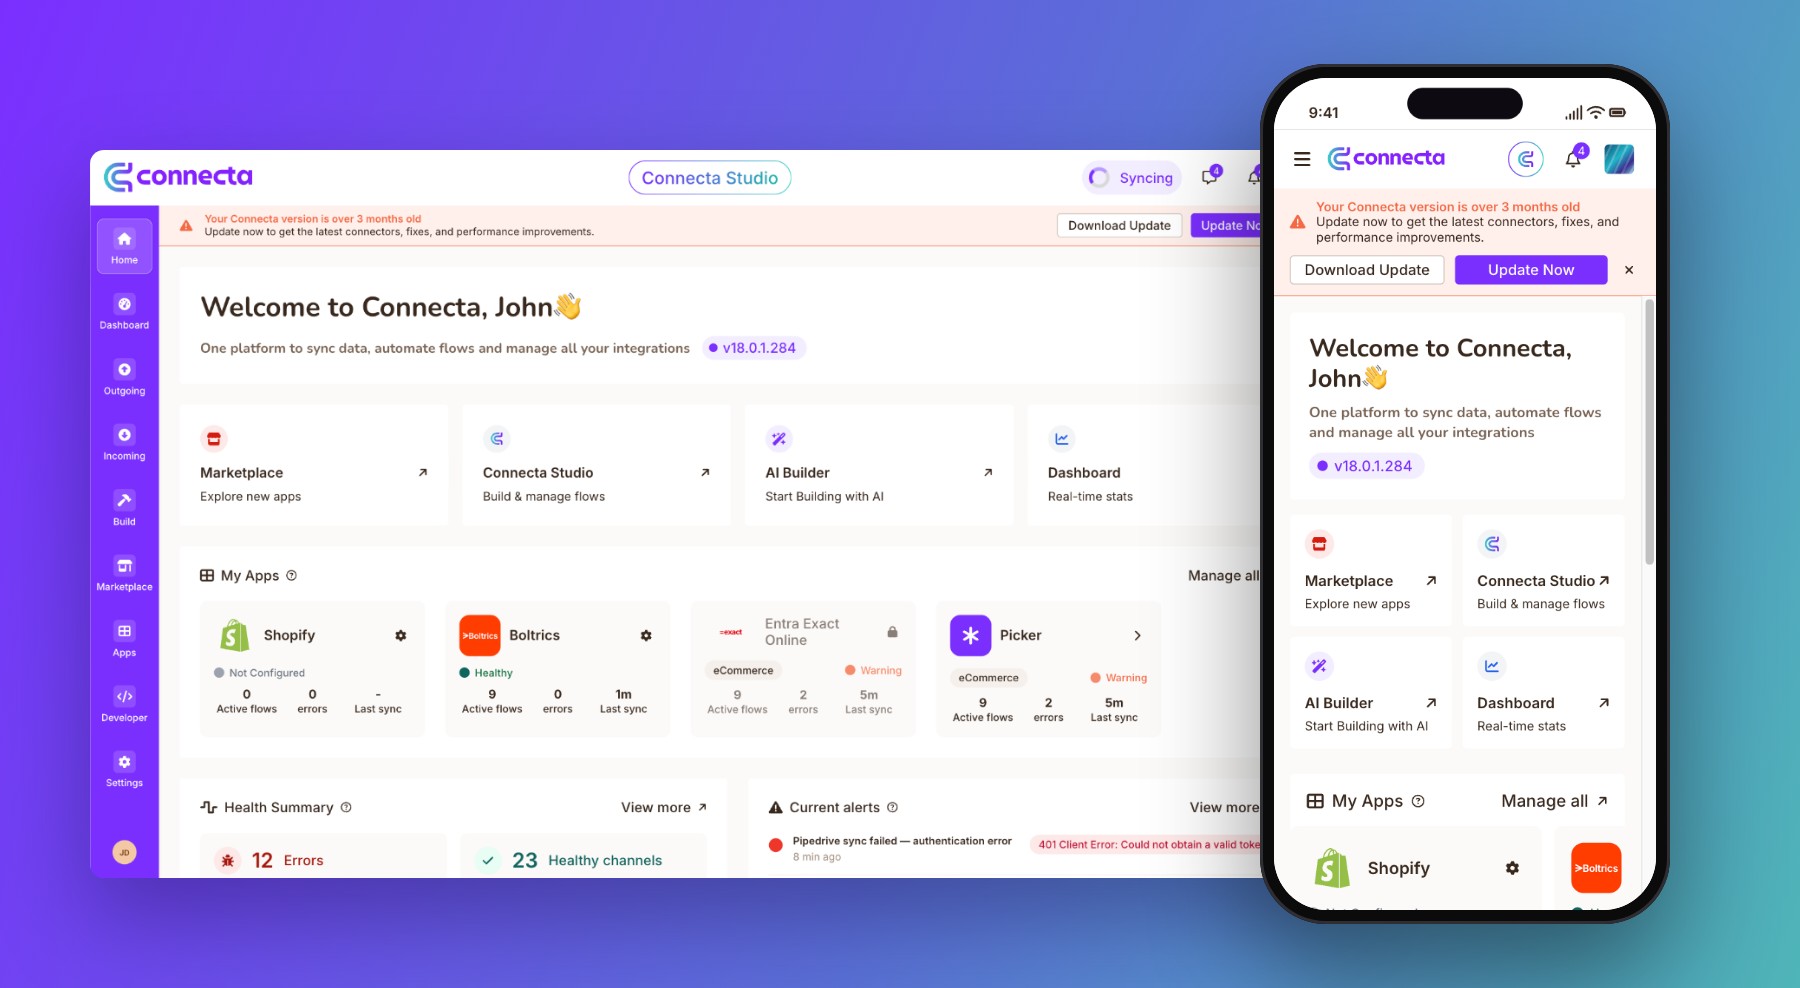 connecta
Connecta Studio
Syncing
4
Your Connecta version is over 3 months old
Update now to get the latest connectors, fixes, and performance improvements.
Download Update
Update
Home
Dashboard
Outgoing
Incoming
Build
Marketplace
Apps
Developer
Settings
JD
Welcome to Connecta, John👋
One platform to sync data, automate flows and manage all your integrations
v18.0.1.284
Marketplace
Explore new apps
Connecta Studio
Build & manage flows
AI Builder
Start Building with AI
Dashboard
Real-time stats
My Apps
Manage all
Shopify
Not Configured
0 0 -
Active flows errors Last sync
Boltrics
Boltrics
Healthy
9 0 1m
Active flows errors Last sync
=exact
Entra Exact
Online
eCommerce
Warning
9 2 5m
Active flows errors Last sync
Picker
eCommerce
Warning
9 2 5m
Active flows errors Last sync
Health Summary
View more
12 Errors
23 Healthy channels
Current alerts
View more
Pipedrive sync failed — authentication error
8 min ago
401 Client Error: Could not obtain a valid
9:41
connecta
4
Your Connecta version is over 3 months old
Update now to get the latest connectors, fixes, and
performance improvements.
Download Update
Update Now
Welcome to Connecta,
John👋
One platform to sync data, automate flows
and manage all your integrations
v18.0.1.284
Marketplace
Explore new apps
Connecta Studio
Build & manage flows
AI Builder
Start Building with AI
Dashboard
Real-time stats
My Apps
Manage all
Shopify
Boltrics